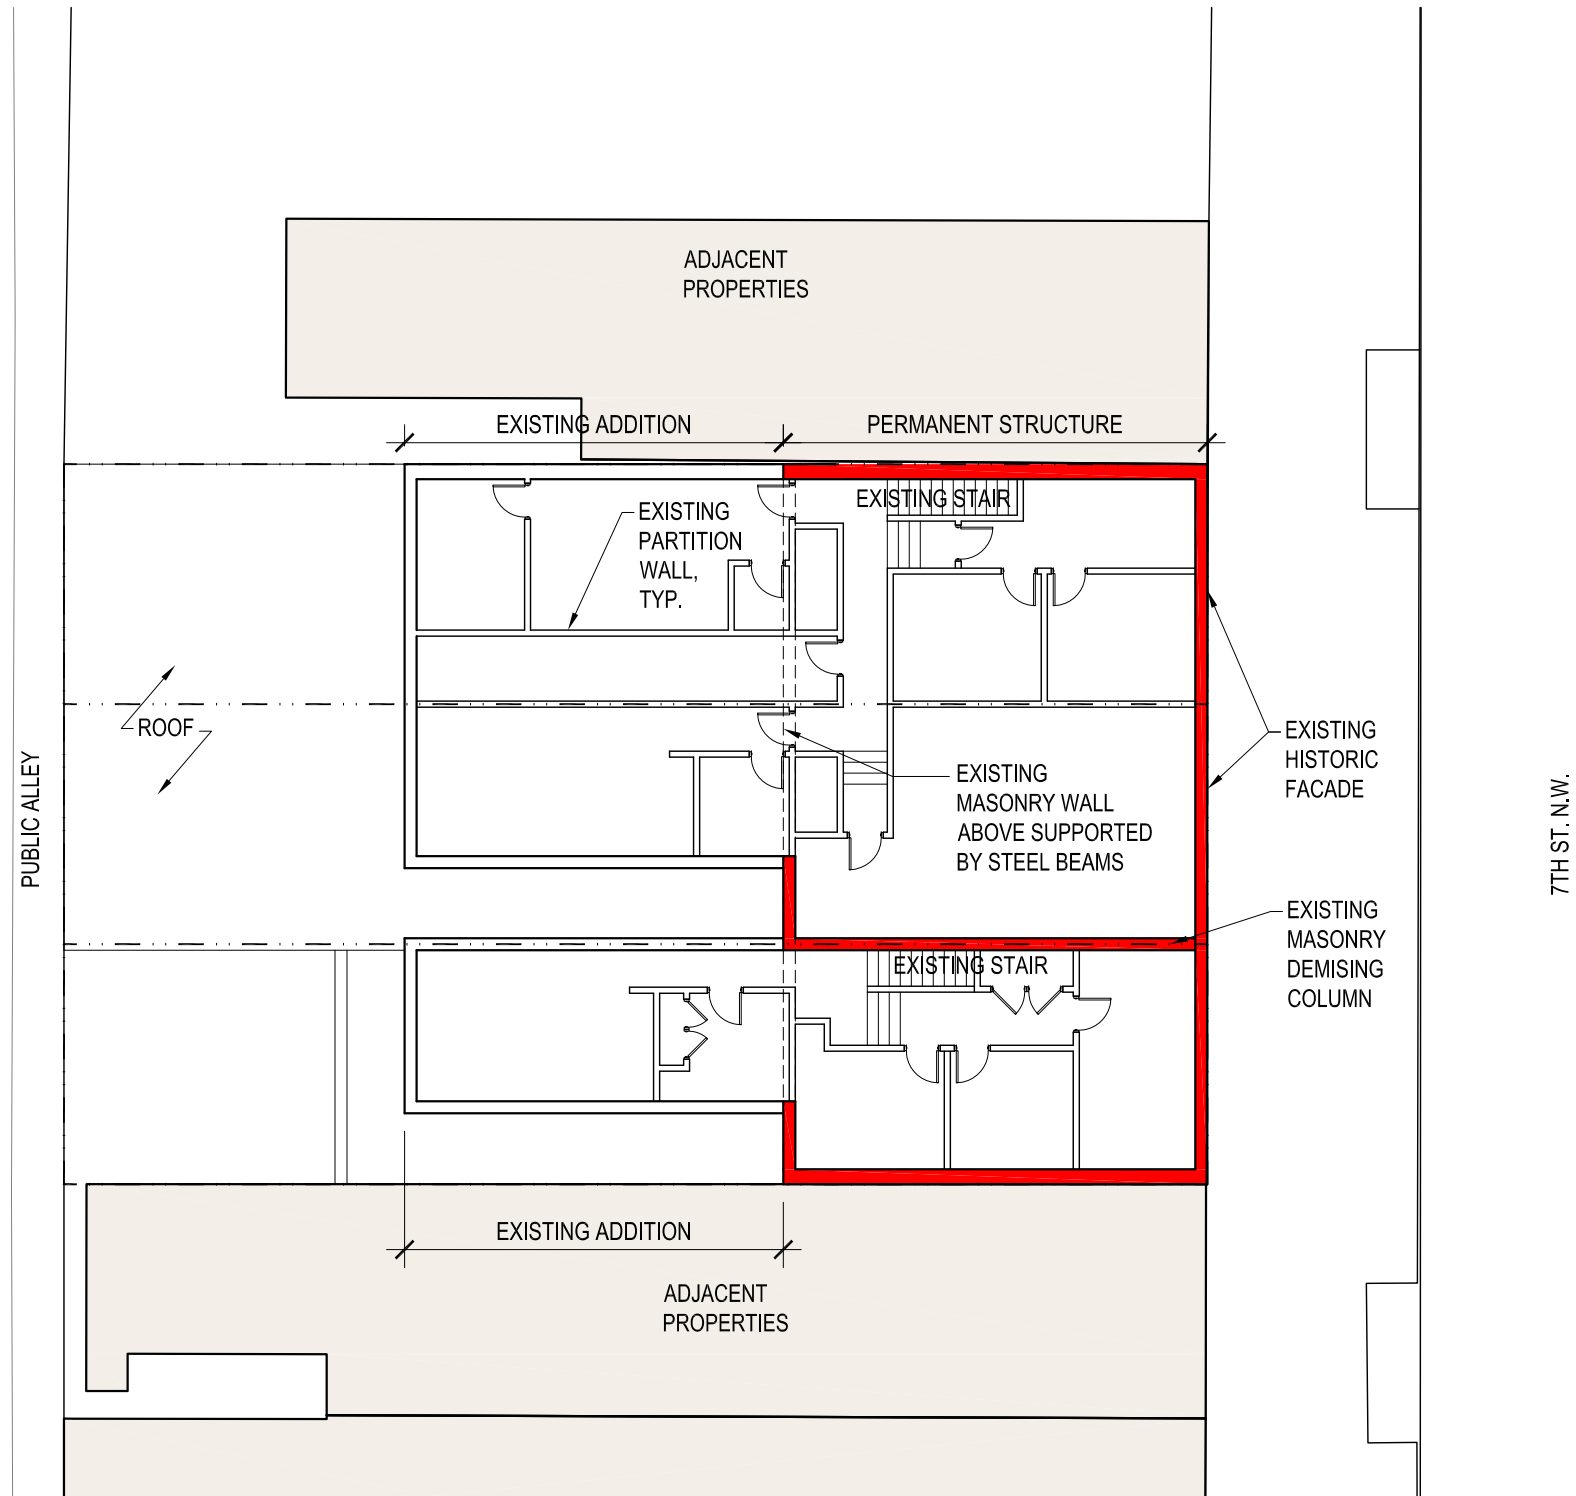 ADJACENT
PROPERTIES
EXISTING ADDITION
PERMANENT STRUCTURE
EXISTING STAIR
EXISTING
PARTITION
WALL,
TYP.
ROOF
EXISTING
HISTORIC
FACADE
PUBLIC ALLEY
EXISTING
MASONRY WALL
ABOVE SUPPORTED
BY STEEL BEAMS
7TH ST. N.W.
EXISTING
MASONRY
DEMISING
COLUMN
EXISTING STAIR
EXISTING ADDITION
ADJACENT
PROPERTIES